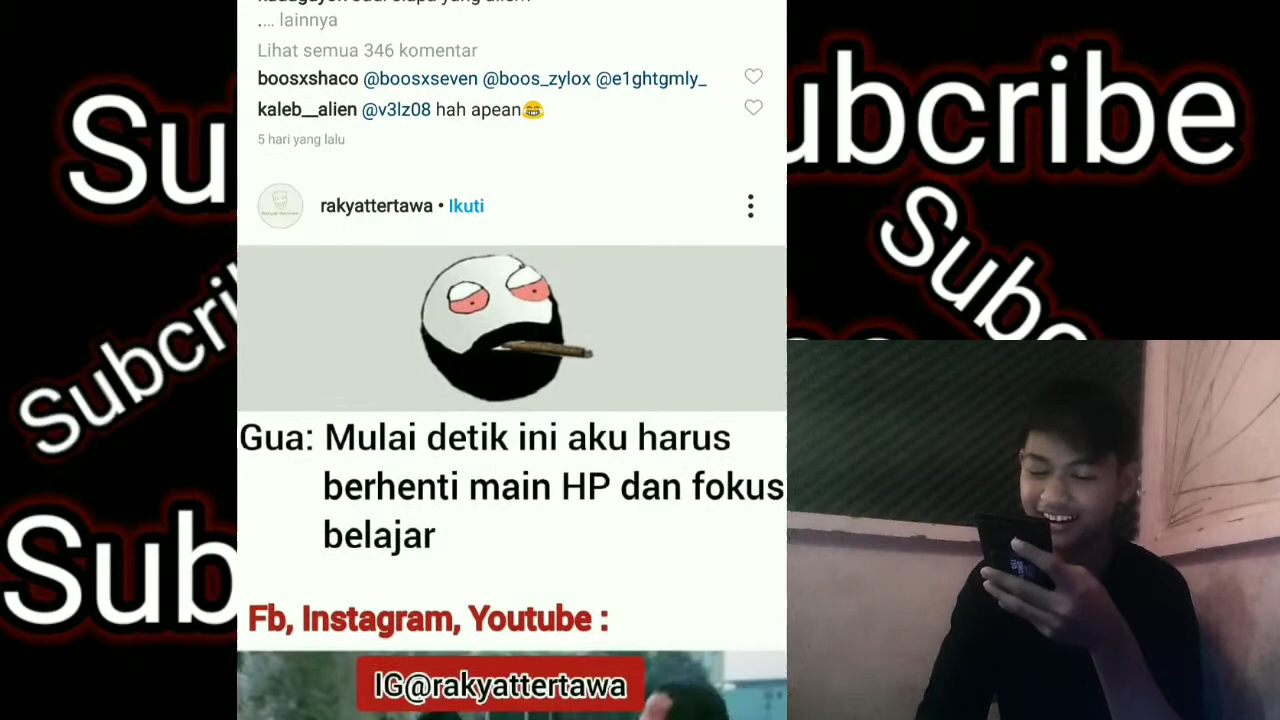 .... lainnya
Lihat semua 346 komentar
boosxshaco @boosxseven @boos_zylox @e1ghtgmly_
kaleb__alien @v3lz08 hah apean😂
5 hari yang lalu
rakyattertawa • Ikuti
Gua: Mulai detik ini aku harus
berhenti main HP dan fokus
belajar
Fb, Instagram, Youtube :
IG@rakyattertawa
Su
ubcribe
Subcri
Subc
Sub